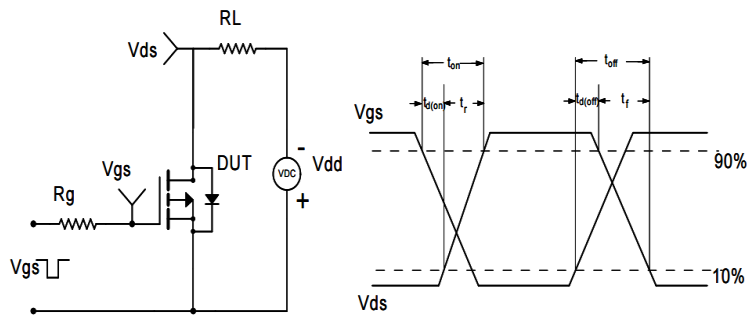 RL
Vds
Vgs
DUT
Rg
VDC
-
+
Vdd
Vgs
ton
toff
td(on)
tr
td(off)
tf
Vgs
90%
10%
Vds